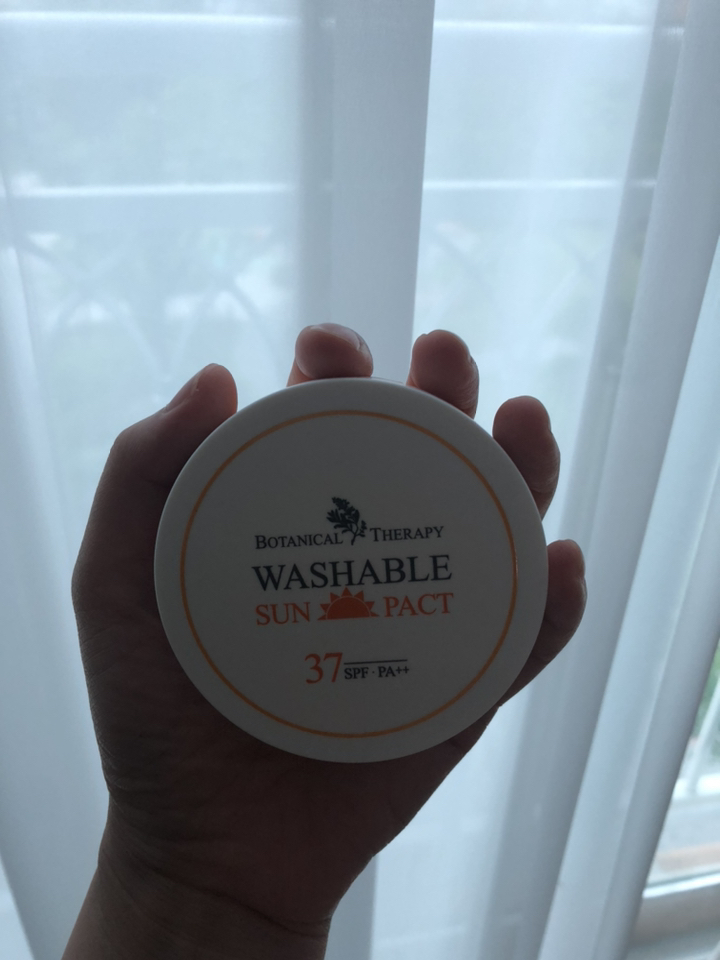 BOTANICAL THERAPY
WASHABLE
SUN PACT
37 SPF·PA++